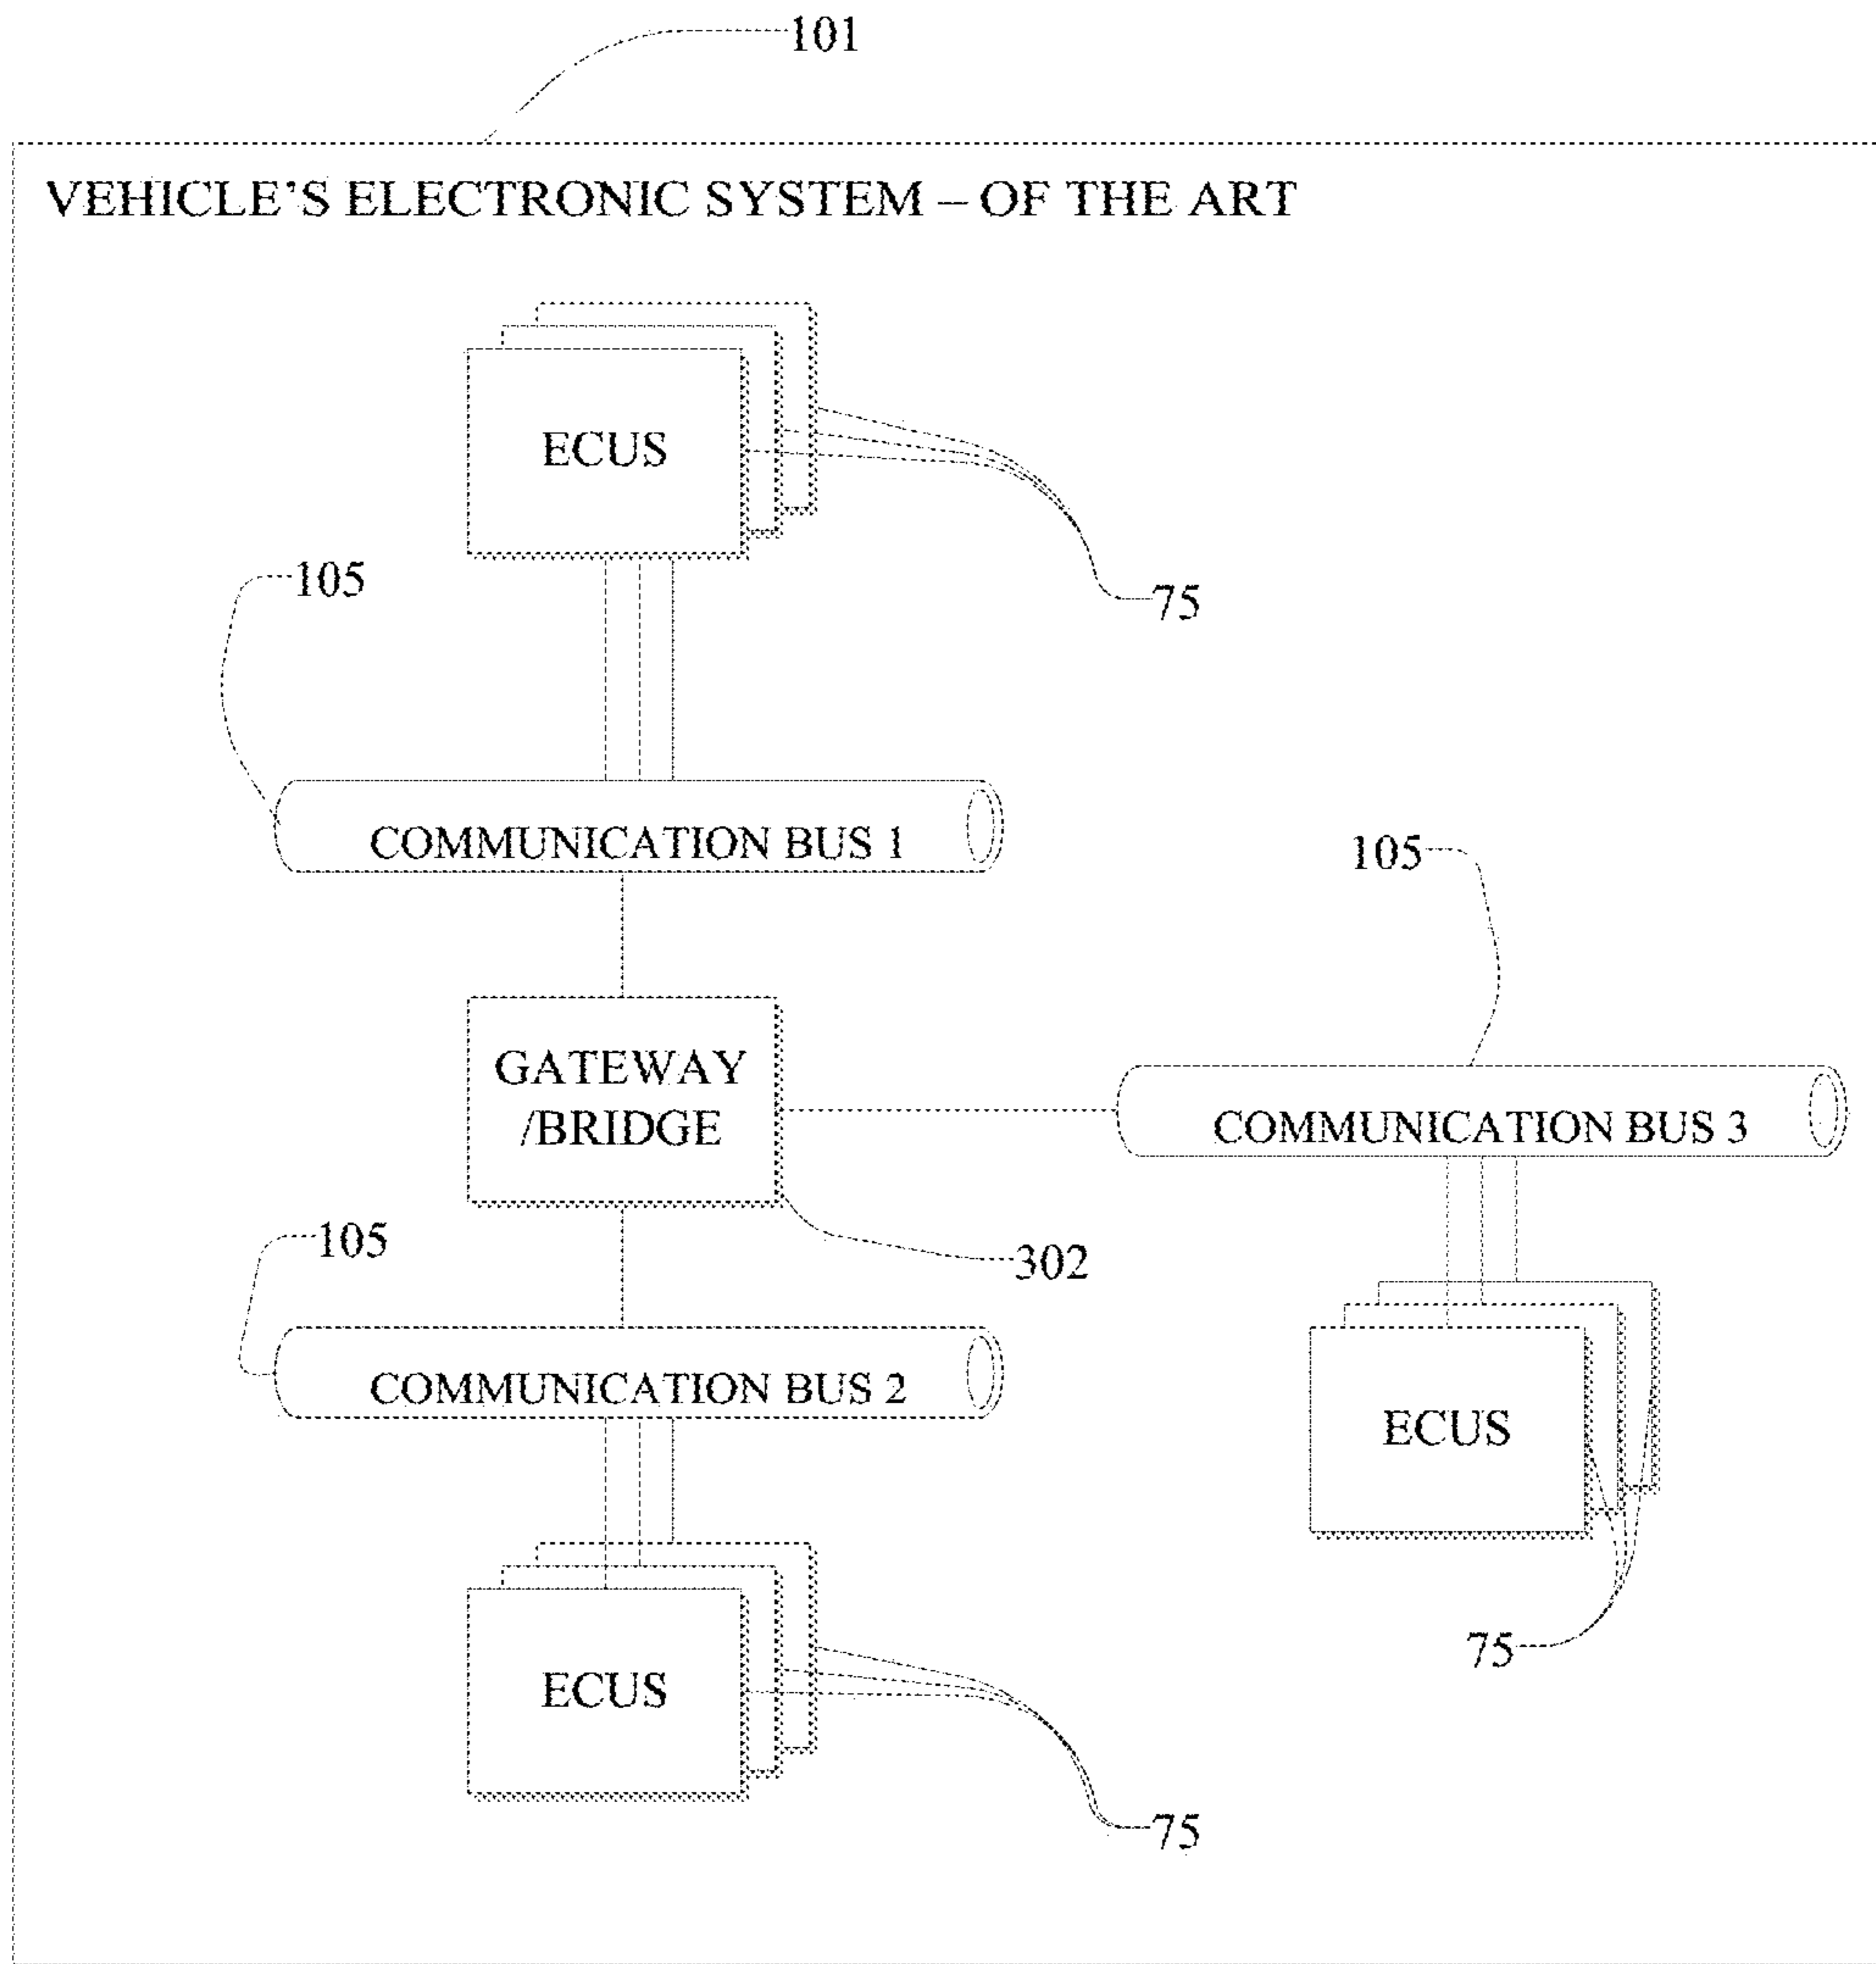 101
VEHICLE'S ELECTRONIC SYSTEM – OF THE ART
ECUS
105
75
COMMUNICATION BUS 1
105
GATEWAY
/BRIDGE
COMMUNICATION BUS 3
105
302
COMMUNICATION BUS 2
ECUS
75
ECUS
75